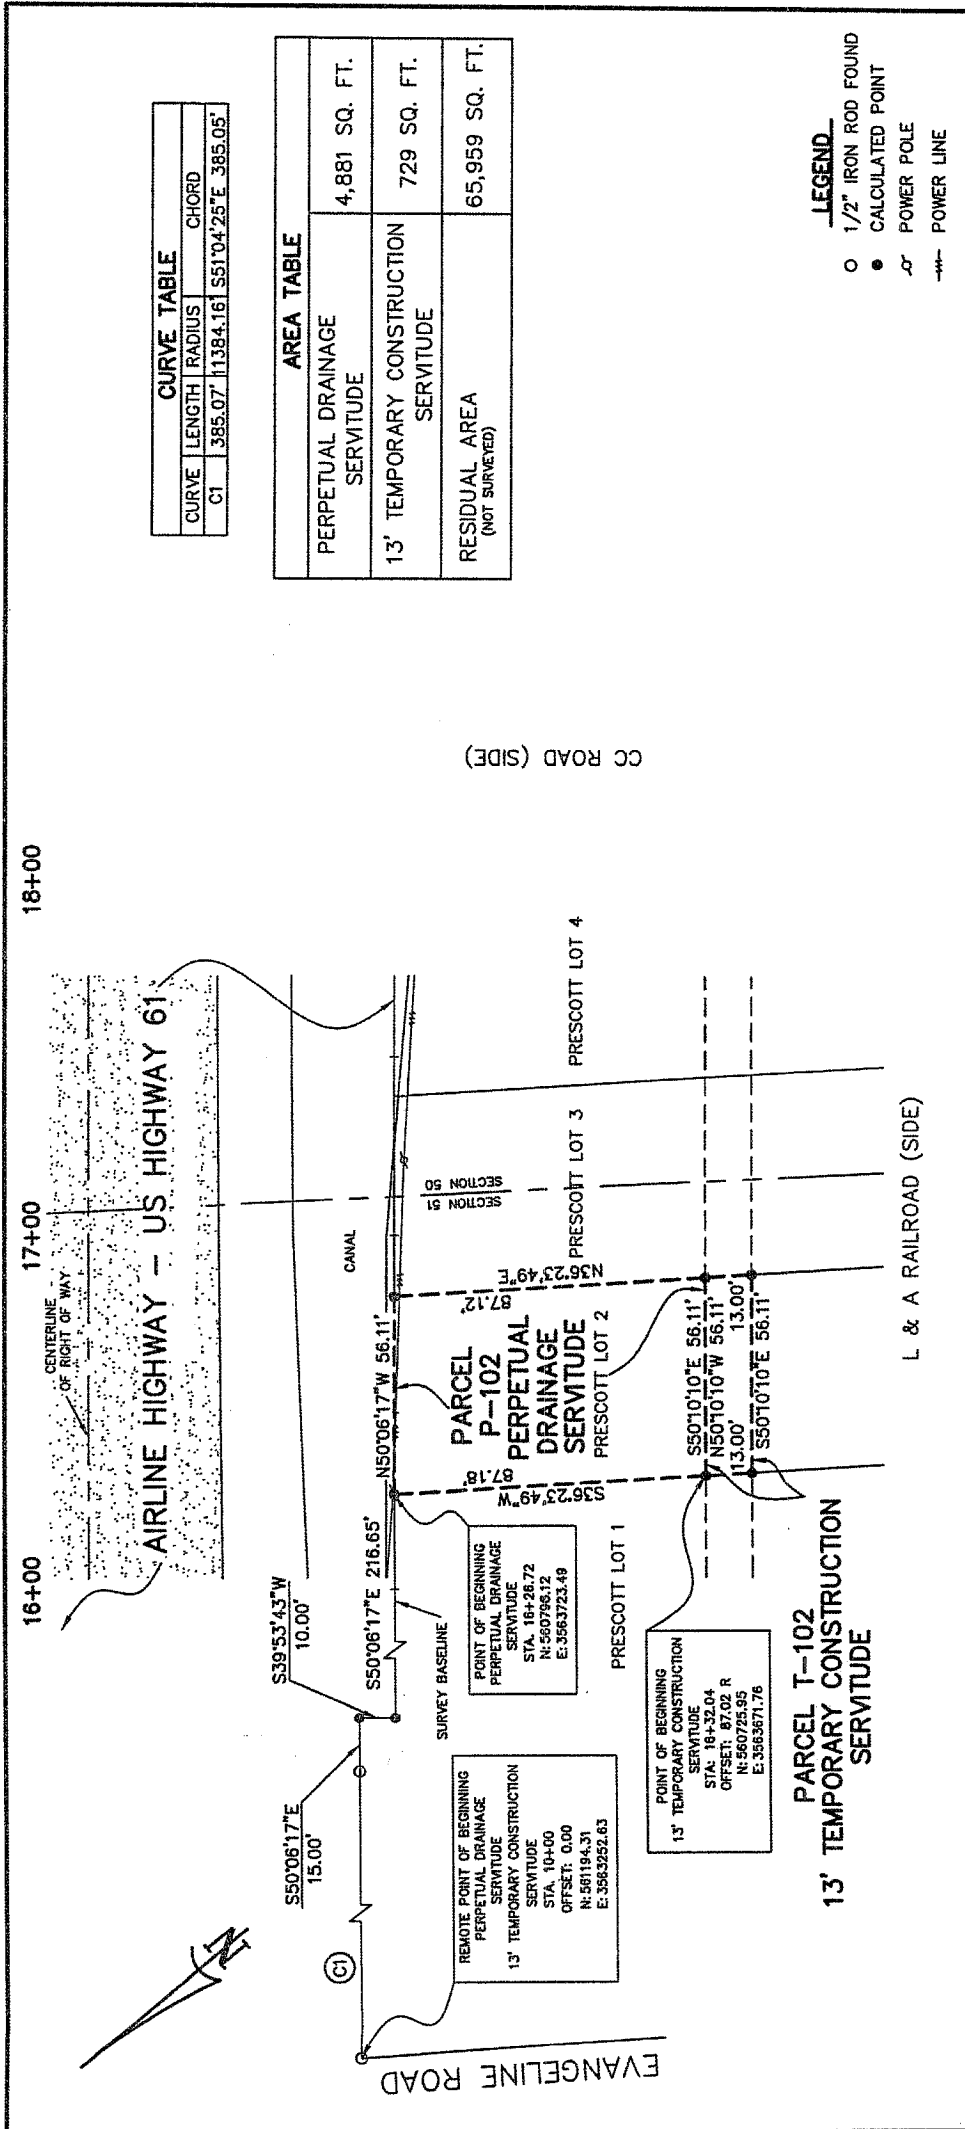 16+00
17+00
18+00
CENTERLINE
OF RIGHT OF WAY
AIRLINE HIGHWAY – US HIGHWAY 61
S50°06'17"E
15.00'
S39°53'43"W
10.00'
CANAL
C1
S50°06'17"E 216.65'
N50°06'17"W 56.11'
SURVEY BASELINE
SECTION 51
SECTION 50
EVANGELINE ROAD
REMOTE POINT OF BEGINNING
PERPETUAL DRAINAGE
SERVITUDE
13' TEMPORARY CONSTRUCTION
SERVITUDE
STA. 10+00
OFFSET: 0.00
N:561194.31
E:3563252.63
POINT OF BEGINNING
PERPETUAL DRAINAGE
SERVITUDE
STA. 16+26.72
N:560796.12
E:3563723.49
S36°23'49"W
87.18'
PARCEL
P-102
PERPETUAL
DRAINAGE
SERVITUDE
N36°23'49"E
87.12'
PRESCOTT LOT 1
PRESCOTT LOT 2
PRESCOTT LOT 3
PRESCOTT LOT 4
CC ROAD (SIDE)
POINT OF BEGINNING
13' TEMPORARY CONSTRUCTION
SERVITUDE
STA: 16+32.04
OFFSET: 87.02 R
N:560725.95
E:3563671.76
S50°10'10"E 56.11'
N50°10'10"W 56.11'
13.00'
13.00'
S50°10'10"E 56.11'
PARCEL T-102
13' TEMPORARY CONSTRUCTION
SERVITUDE
L & A RAILROAD (SIDE)
CURVE TABLE
CURVE LENGTH RADIUS CHORD
C1 385.07' 11384.16' S51°04'25"E 385.05'
AREA TABLE
PERPETUAL DRAINAGE
SERVITUDE
4,881 SQ. FT.
13' TEMPORARY CONSTRUCTION
SERVITUDE
729 SQ. FT.
RESIDUAL AREA
(NOT SURVEYED)
65,959 SQ. FT.
LEGEND
1/2" IRON ROD FOUND
CALCULATED POINT
POWER POLE
POWER LINE
N